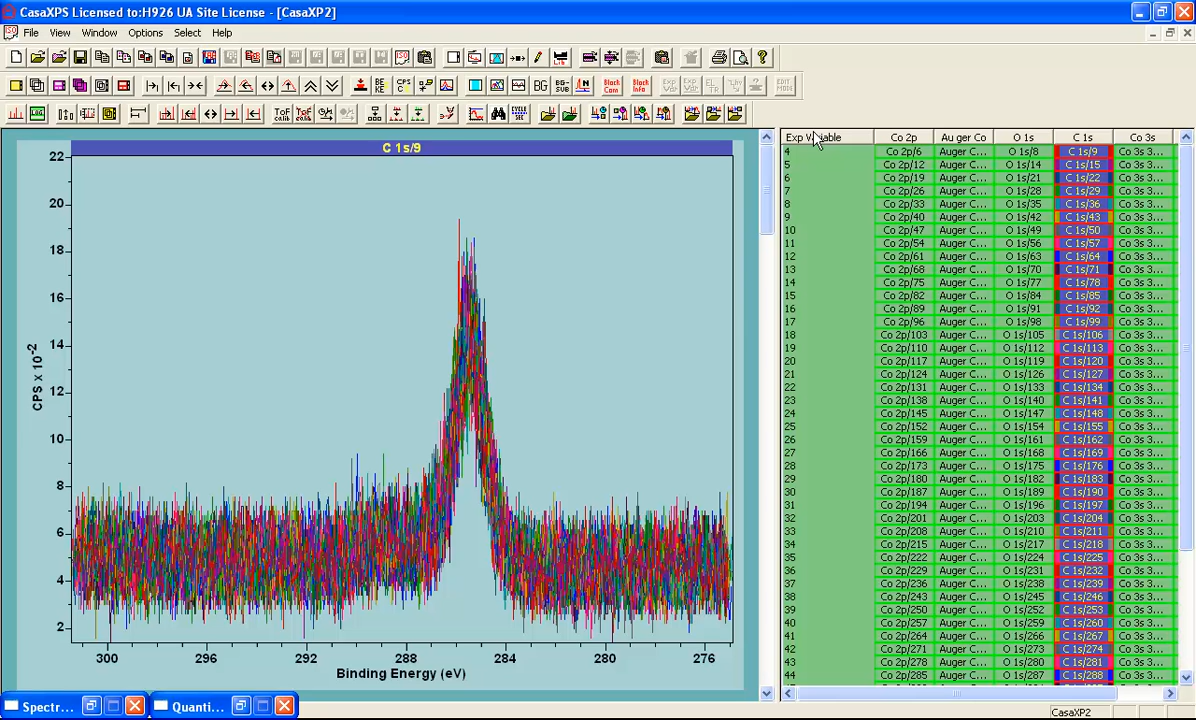 CasaXPS Licensed to:H926 UA Site License - [CasaXP2]
File View Window Options Select Help
C 1s/9
22
20
18
16
14
12
10
8
6
4
2
CPS x 10-2
300 296 292 288 284 280 276
Binding Energy (eV)
Exp Variable Co 2p Au ger Co O 1s C 1s Co 3s
4 Co 2p/6 Auger C... O 1s/8 C 1s/9 Co 3s 3...
5 Co 2p/12 Auger C... O 1s/14 C 1s/15 Co 3s 3...
6 Co 2p/19 Auger C... O 1s/21 C 1s/22 Co 3s 3...
7 Co 2p/26 Auger C... O 1s/28 C 1s/29 Co 3s 3...
8 Co 2p/33 Auger C... O 1s/35 C 1s/36 Co 3s 3...
9 Co 2p/40 Auger C... O 1s/42 C 1s/43 Co 3s 3...
10 Co 2p/47 Auger C... O 1s/49 C 1s/50 Co 3s 3...
11 Co 2p/54 Auger C... O 1s/56 C 1s/57 Co 3s 3...
12 Co 2p/61 Auger C... O 1s/63 C 1s/64 Co 3s 3...
13 Co 2p/68 Auger C... O 1s/70 C 1s/71 Co 3s 3...
14 Co 2p/75 Auger C... O 1s/77 C 1s/78 Co 3s 3...
15 Co 2p/82 Auger C... O 1s/84 C 1s/85 Co 3s 3...
16 Co 2p/89 Auger C... O 1s/91 C 1s/92 Co 3s 3...
17 Co 2p/96 Auger C... O 1s/98 C 1s/99 Co 3s 3...
18 Co 2p/103 Auger C... O 1s/105 C 1s/106 Co 3s 3...
19 Co 2p/110 Auger C... O 1s/112 C 1s/113 Co 3s 3...
20 Co 2p/117 Auger C... O 1s/119 C 1s/120 Co 3s 3...
21 Co 2p/124 Auger C... O 1s/126 C 1s/127 Co 3s 3...
22 Co 2p/131 Auger C... O 1s/133 C 1s/134 Co 3s 3...
23 Co 2p/138 Auger C... O 1s/140 C 1s/141 Co 3s 3...
24 Co 2p/145 Auger C... O 1s/147 C 1s/148 Co 3s 3...
25 Co 2p/152 Auger C... O 1s/154 C 1s/155 Co 3s 3...
26 Co 2p/159 Auger C... O 1s/161 C 1s/162 Co 3s 3...
27 Co 2p/166 Auger C... O 1s/168 C 1s/169 Co 3s 3...
28 Co 2p/173 Auger C... O 1s/175 C 1s/176 Co 3s 3...
29 Co 2p/180 Auger C... O 1s/182 C 1s/183 Co 3s 3...
30 Co 2p/187 Auger C... O 1s/189 C 1s/190 Co 3s 3...
31 Co 2p/194 Auger C... O 1s/196 C 1s/197 Co 3s 3...
32 Co 2p/201 Auger C... O 1s/203 C 1s/204 Co 3s 3...
33 Co 2p/208 Auger C... O 1s/210 C 1s/211 Co 3s 3...
34 Co 2p/215 Auger C... O 1s/217 C 1s/218 Co 3s 3...
35 Co 2p/222 Auger C... O 1s/224 C 1s/225 Co 3s 3...
36 Co 2p/229 Auger C... O 1s/231 C 1s/232 Co 3s 3...
37 Co 2p/236 Auger C... O 1s/238 C 1s/239 Co 3s 3...
38 Co 2p/243 Auger C... O 1s/245 C 1s/246 Co 3s 3...
39 Co 2p/250 Auger C... O 1s/252 C 1s/253 Co 3s 3...
40 Co 2p/257 Auger C... O 1s/259 C 1s/260 Co 3s 3...
41 Co 2p/264 Auger C... O 1s/266 C 1s/267 Co 3s 3...
42 Co 2p/271 Auger C... O 1s/273 C 1s/274 Co 3s 3...
43 Co 2p/278 Auger C... O 1s/280 C 1s/281 Co 3s 3...
44 Co 2p/285 Auger C... O 1s/287 C 1s/288 Co 3s 3...
Spectr... Quanti...
CasaXP2